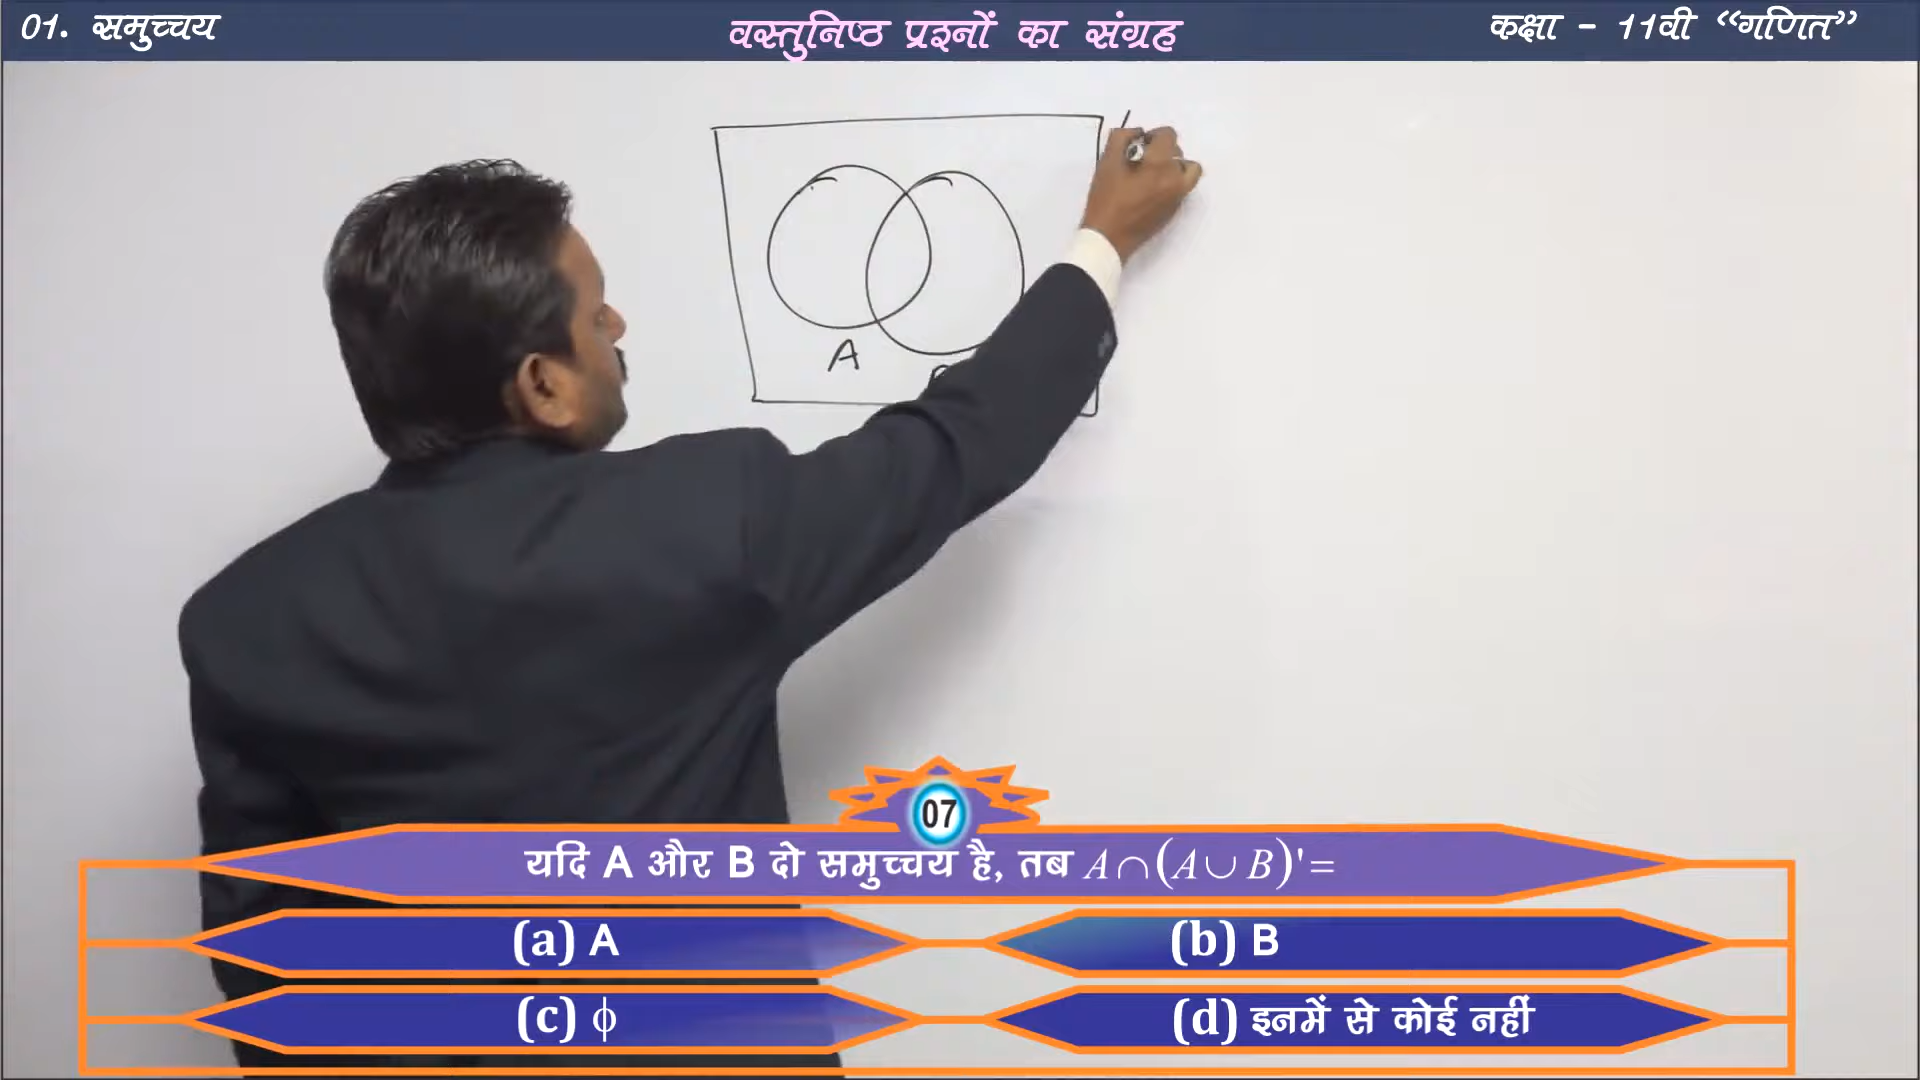 01. समुच्चय
वस्तुनिष्ठ प्रश्नों का संग्रह
कक्षा - 11वी “गणित”
A
07
यदि A और B दो समुच्चय है, तब A∩(A∪B)'=
(a) A
(b) B
(c) ϕ
(d) इनमें से कोई नहीं